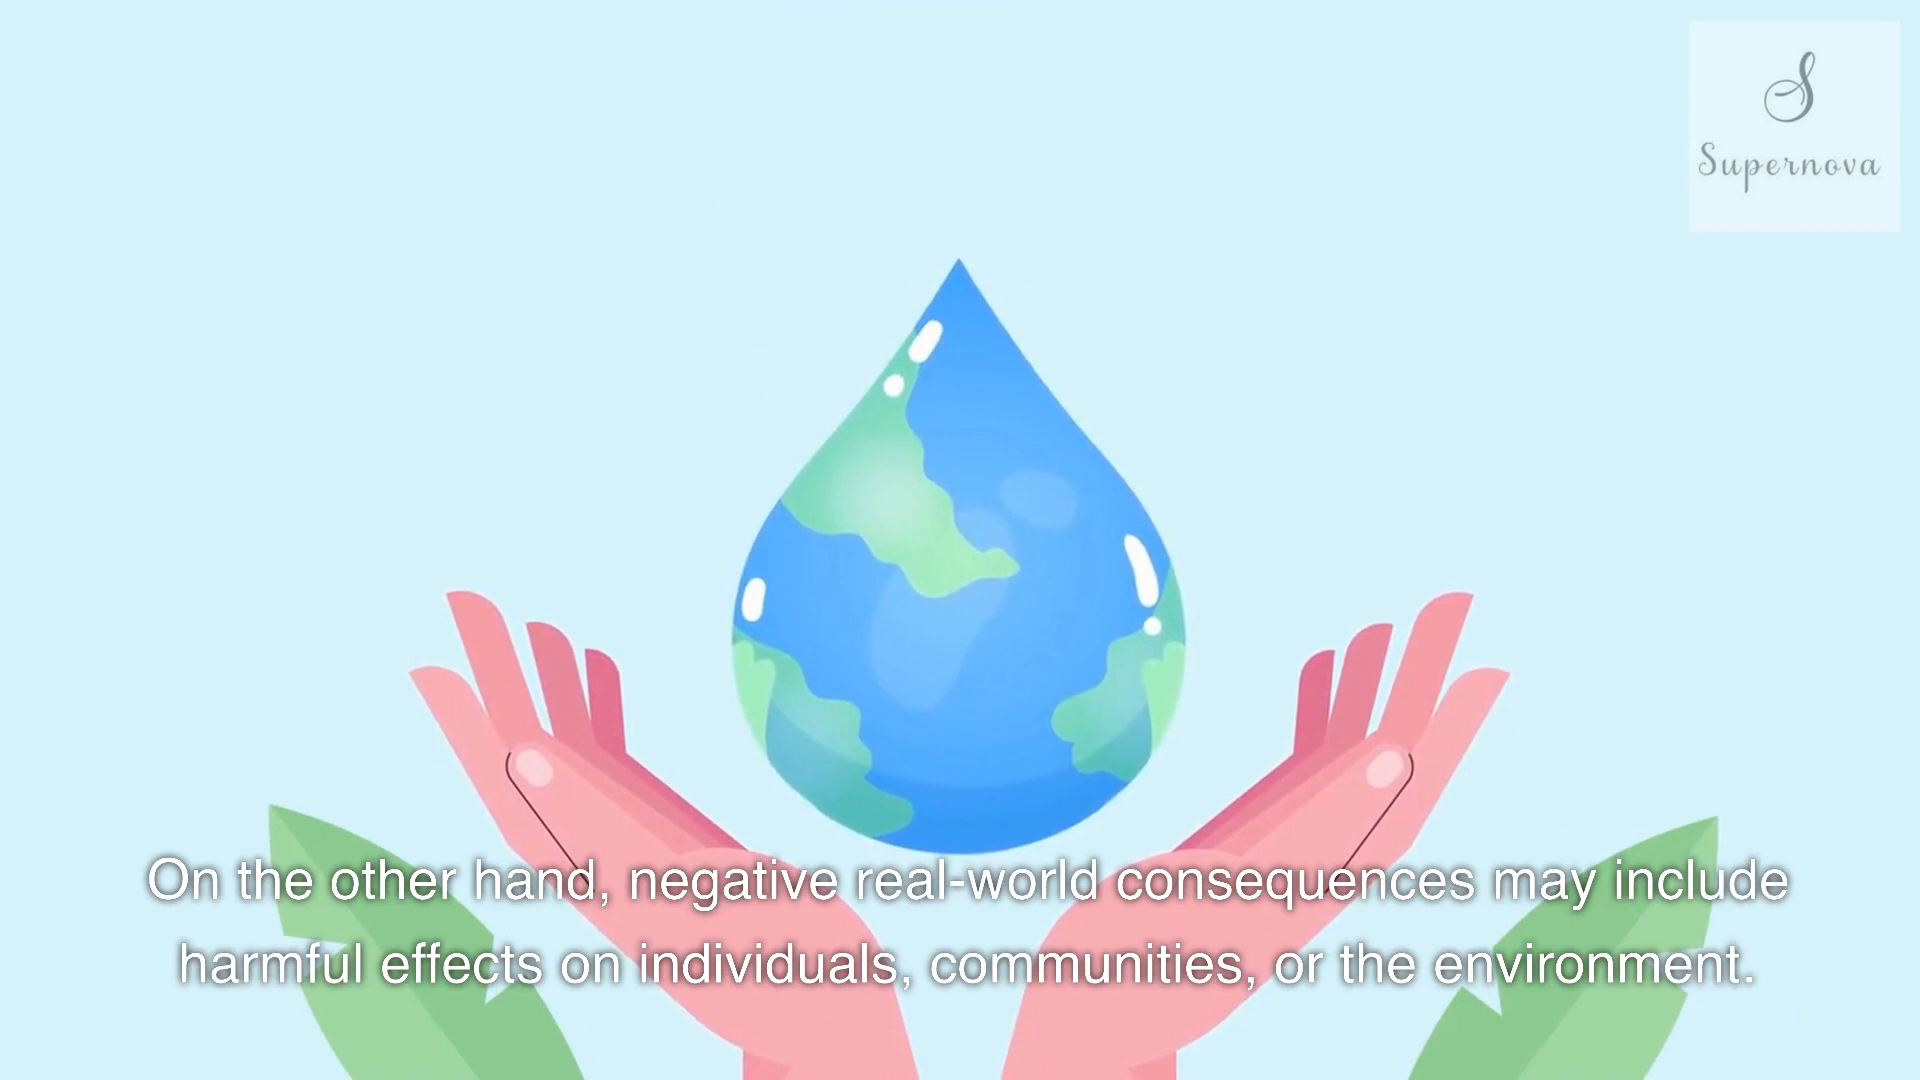 S
Supernova
On the other hand, negative real-world consequences may include
harmful effects on individuals, communities, or the environment.